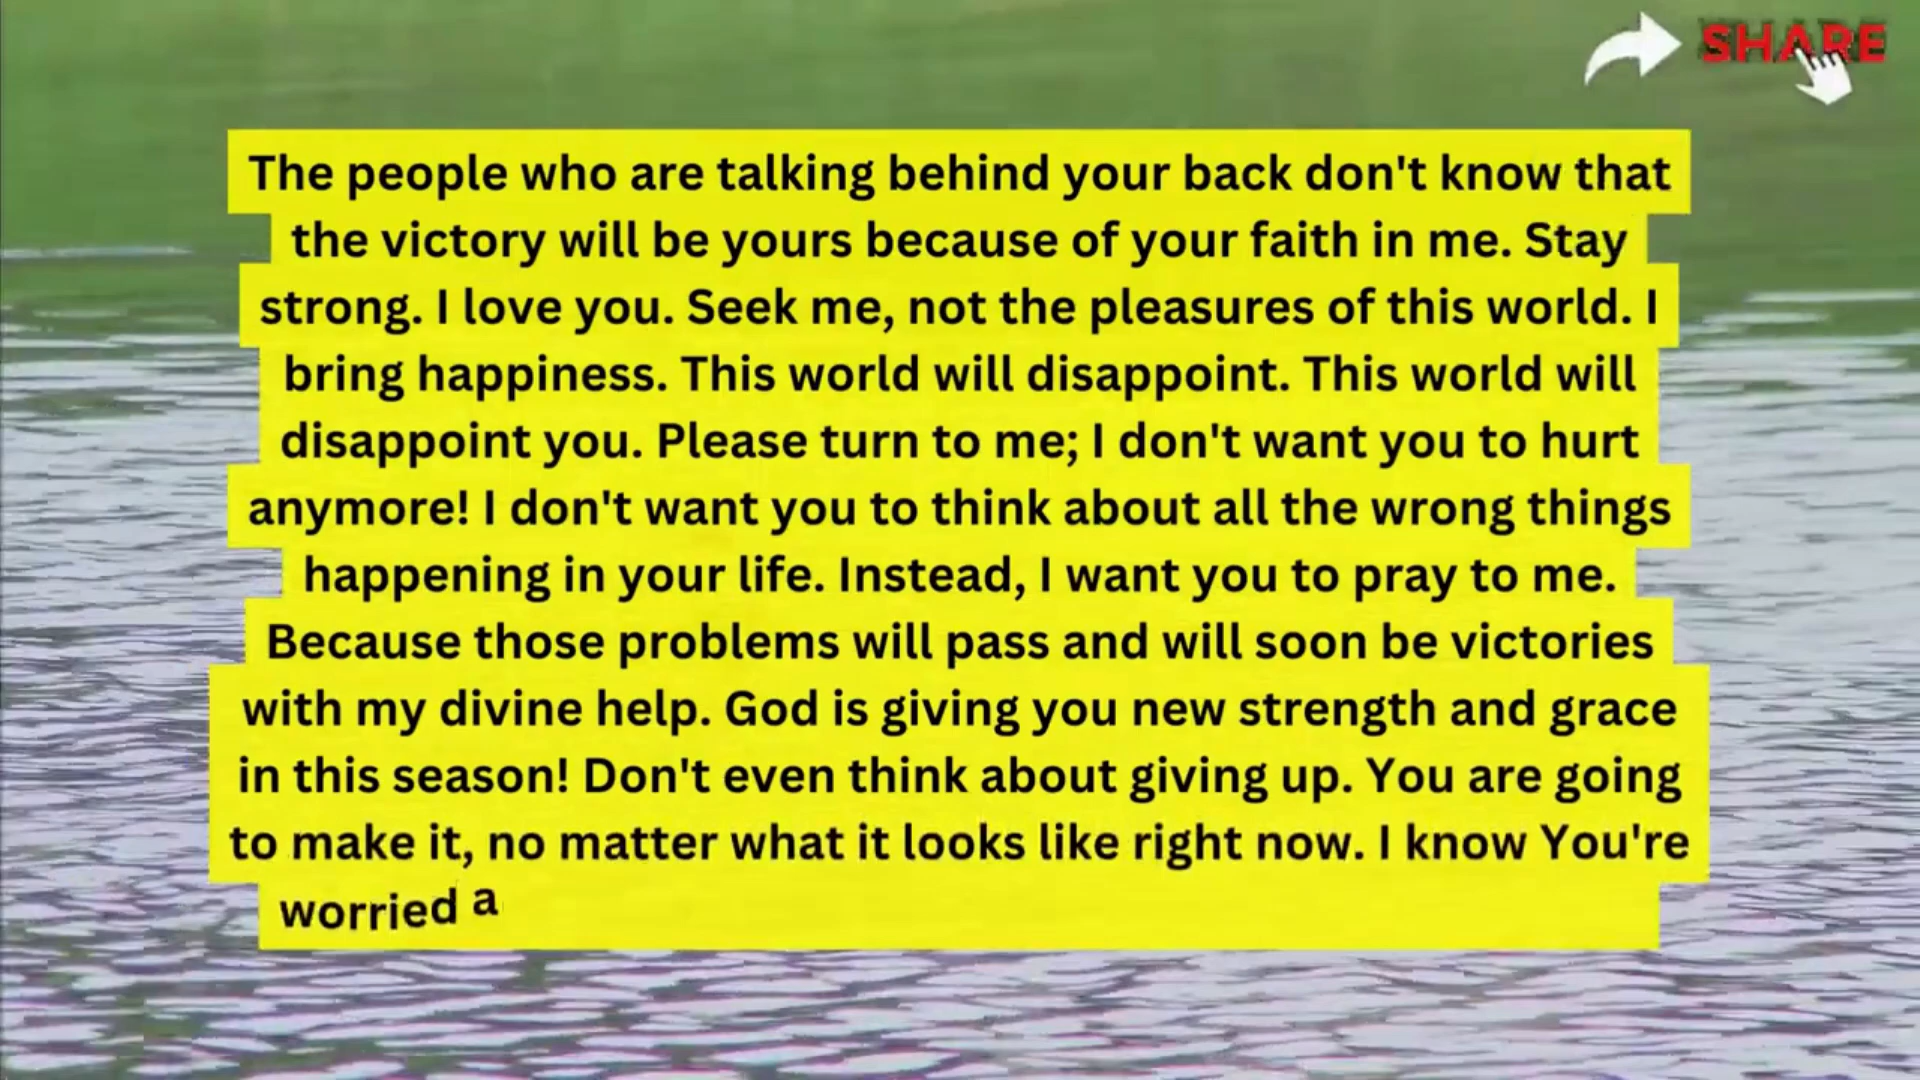 SHARE
The people who are talking behind your back don't know that
the victory will be yours because of your faith in me. Stay
strong. I love you. Seek me, not the pleasures of this world. I
bring happiness. This world will disappoint. This world will
disappoint you. Please turn to me; I don't want you to hurt
anymore! I don't want you to think about all the wrong things
happening in your life. Instead, I want you to pray to me.
Because those problems will pass and will soon be victories
with my divine help. God is giving you new strength and grace
in this season! Don't even think about giving up. You are going
to make it, no matter what it looks like right now. I know You're
worried a